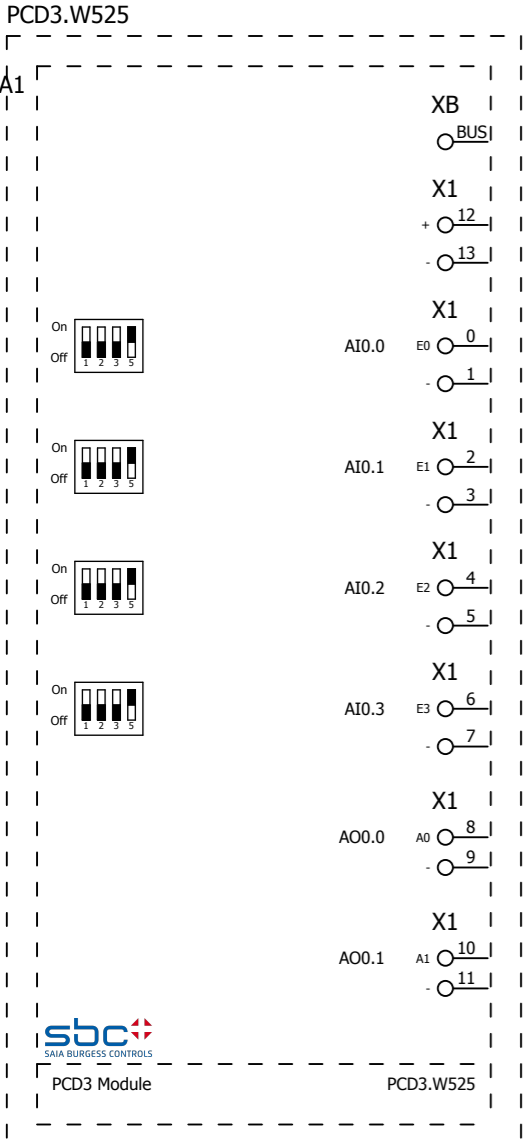 PCD3.W525
A1
XB
BUS
X1
+ 12
- 13
X1
On
AI0.0 E0 0
Off
1 2 3 5
- 1
X1
On
AI0.1 E1 2
Off
1 2 3 5
- 3
X1
On
AI0.2 E2 4
Off
1 2 3 5
- 5
X1
On
AI0.3 E3 6
Off
1 2 3 5
- 7
X1
AO0.0 A0 8
- 9
X1
AO0.1 A1 10
- 11
sbc
SAIA BURGESS CONTROLS
PCD3 Module PCD3.W525